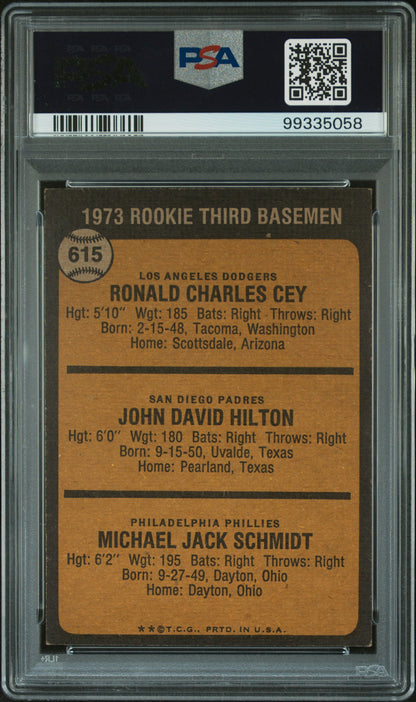 PSA
99335058
1973 ROOKIE THIRD BASEMEN
615
LOS ANGELES DODGERS
RONALD CHARLES CEY
Hgt: 5'10" Wgt: 185 Bats: Right Throws: Right
Born: 2-15-48, Tacoma, Washington
Home: Scottsdale, Arizona
SAN DIEGO PADRES
JOHN DAVID HILTON
Hgt: 6'0" Wgt: 180 Bats: Right Throws: Right
Born: 9-15-50, Uvalde, Texas
Home: Pearland, Texas
PHILADELPHIA PHILLIES
MICHAEL JACK SCHMIDT
Hgt: 6'2" Wgt: 195 Bats: Right Throws: Right
Born: 9-27-49, Dayton, Ohio
Home: Dayton, Ohio
**©T.C.G., PRTD. IN U.S.A.
PSA